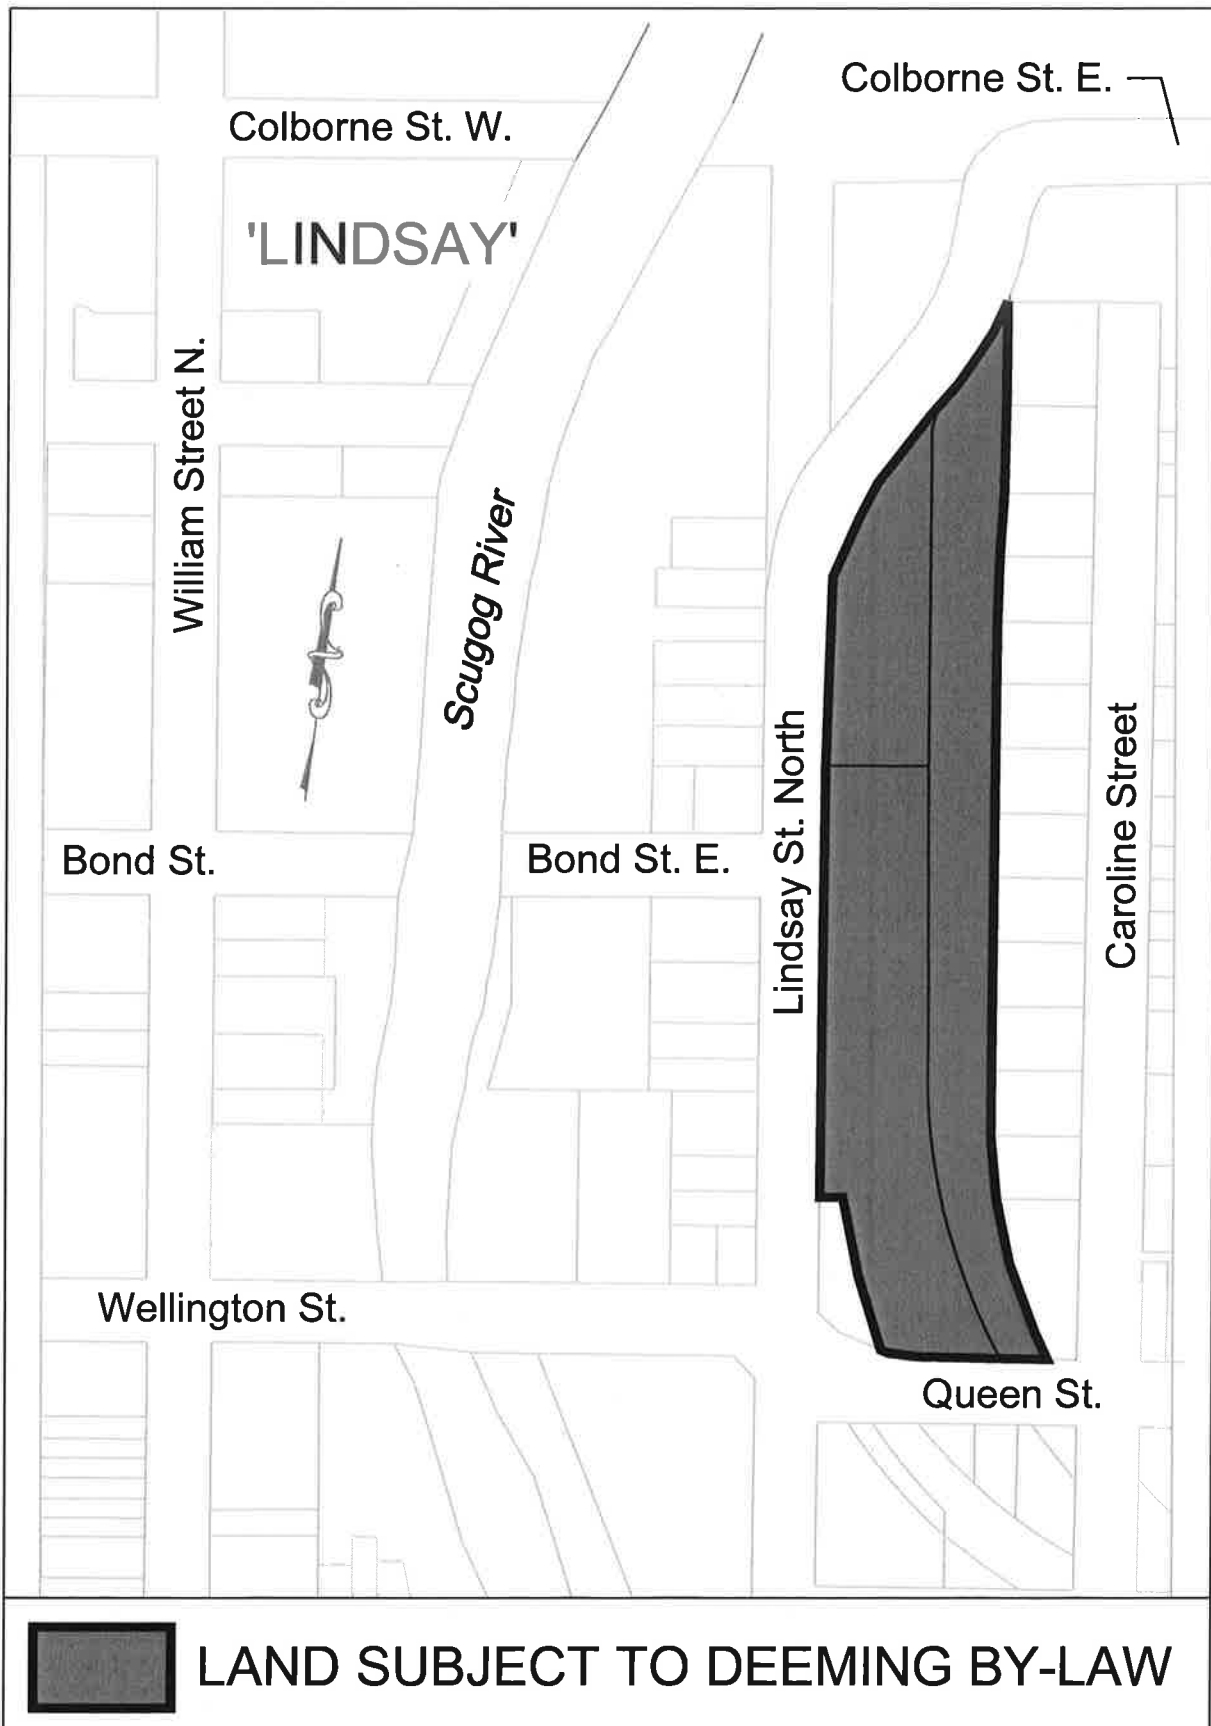 Colborne St. E.
Colborne St. W.
'LINDSAY'
William Street N.
Scugog River
Lindsay St. North
Caroline Street
Bond St.
Bond St. E.
Wellington St.
Queen St.
LAND SUBJECT TO DEEMING BY-LAW